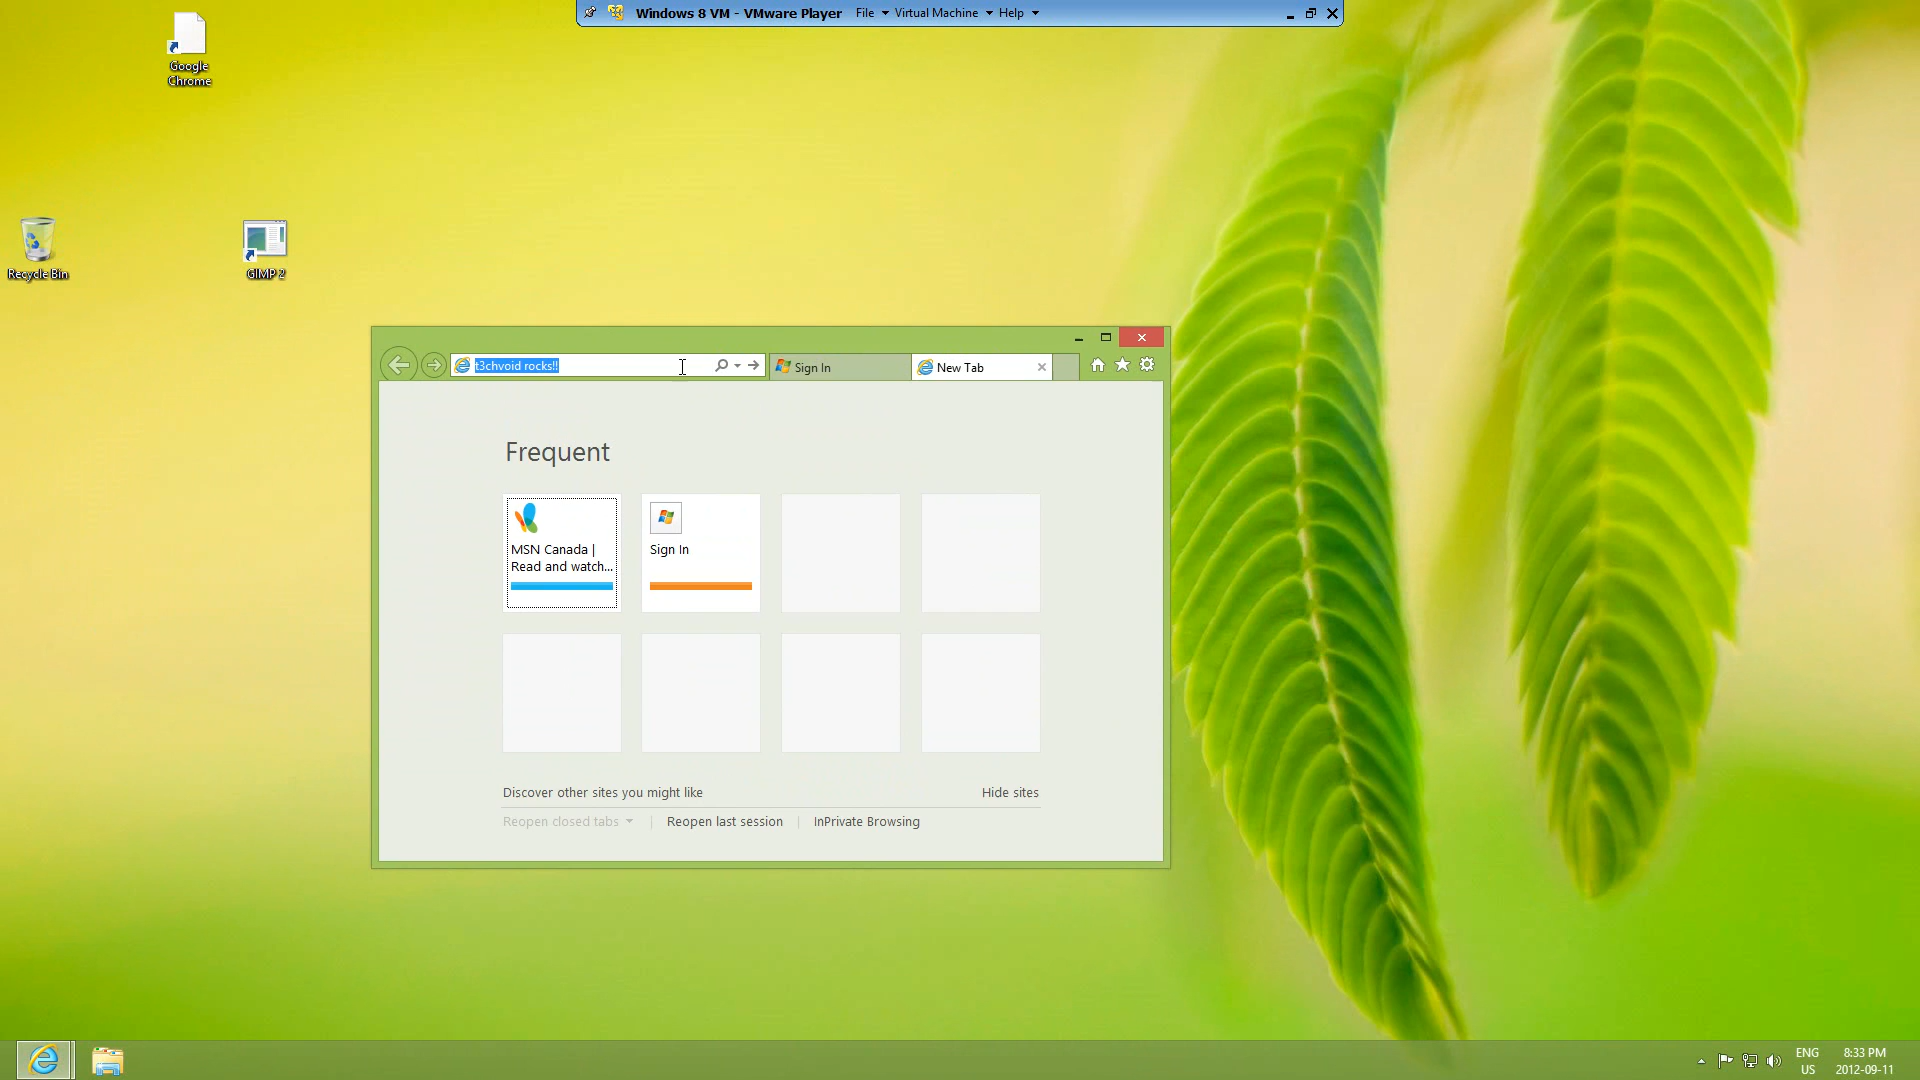 Windows 8 VM - VMware Player File Virtual Machine Help
Google
Chrome
Recycle Bin
GIMP 2
t3chvoid rocks!!
Sign In
New Tab
Frequent
MSN Canada |
Read and watch...
Sign In
Discover other sites you might like
Hide sites
Reopen closed tabs
Reopen last session
InPrivate Browsing
ENG
US
8:33 PM
2012-09-11